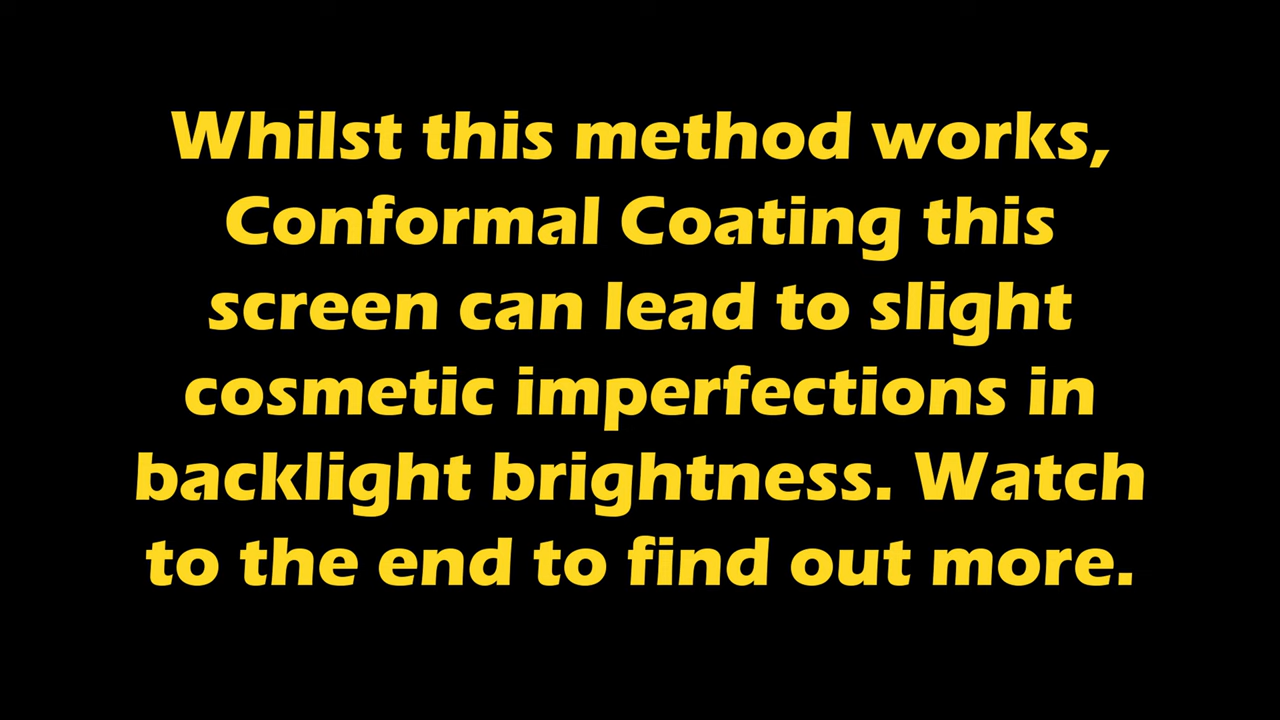 Whilst this method works,
Conformal Coating this
screen can lead to slight
cosmetic imperfections in
backlight brightness. Watch
to the end to find out more.